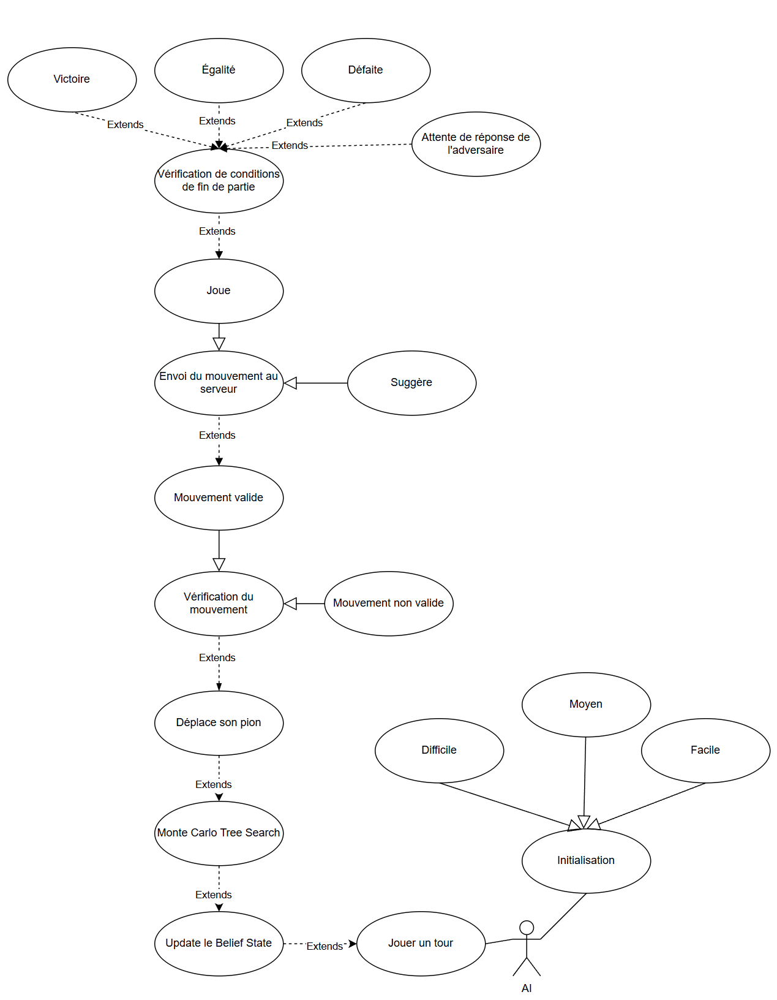 Égalité
Défaite
Victoire
Extends
Extends
Extends
Attente de réponse de
l'adversaire
Extends
Vérification de conditions
de fin de partie
Extends
Joue
Envoi du mouvement au
serveur
Suggère
Extends
Mouvement valide
Vérification du
mouvement
Mouvement non valide
Extends
Moyen
Déplace son pion
Difficile
Facile
Extends
Monte Carlo Tree Search
Initialisation
Extends
Update le Belief State
Extends
Jouer un tour
AI